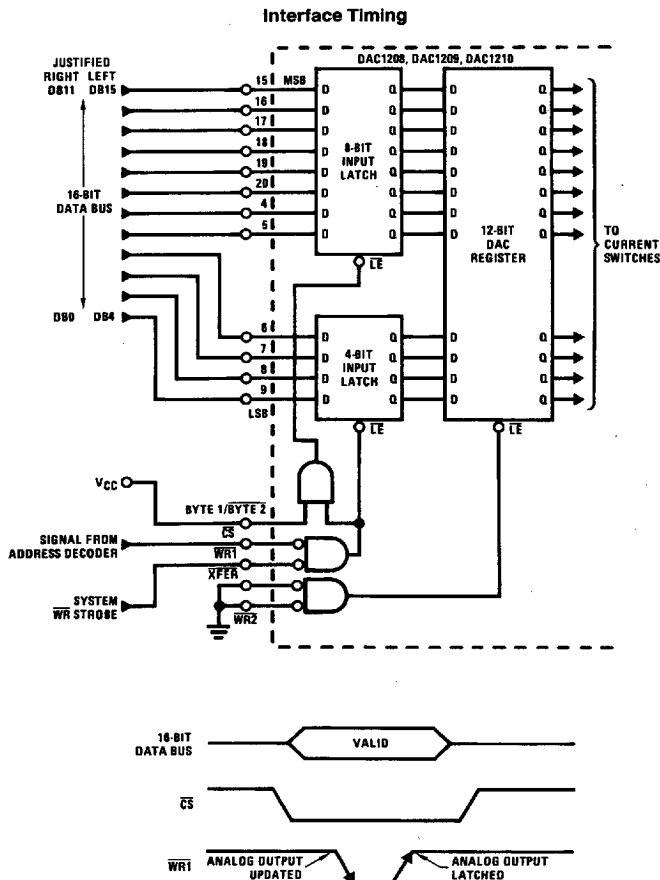 Interface Timing
DAC1208, DAC1209, DAC1210
JUSTIFIED
RIGHT LEFT
DB11 DB15
15 MSB
16
17
18
19
20
4
5
16-BIT
DATA BUS
D Q D Q
D Q D Q
D Q D Q
D Q D Q
D Q D Q
D Q D Q
D Q D Q
D Q D Q
8-BIT
INPUT
LATCH
12-BIT
DAC
REGISTER
TO
CURRENT
SWITCHES
LE
DB0 DB4
6
7
8
9
LSB
D Q D Q
D Q D Q
D Q D Q
D Q D Q
4-BIT
INPUT
LATCH
LE
LE
VCC
BYTE 1/BYTE 2
CS
SIGNAL FROM
ADDRESS DECODER
WR1
XFER
SYSTEM
WR STROBE
WR2
16-BIT
DATA BUS
VALID
CS
WR1
ANALOG OUTPUT
UPDATED
ANALOG OUTPUT
LATCHED